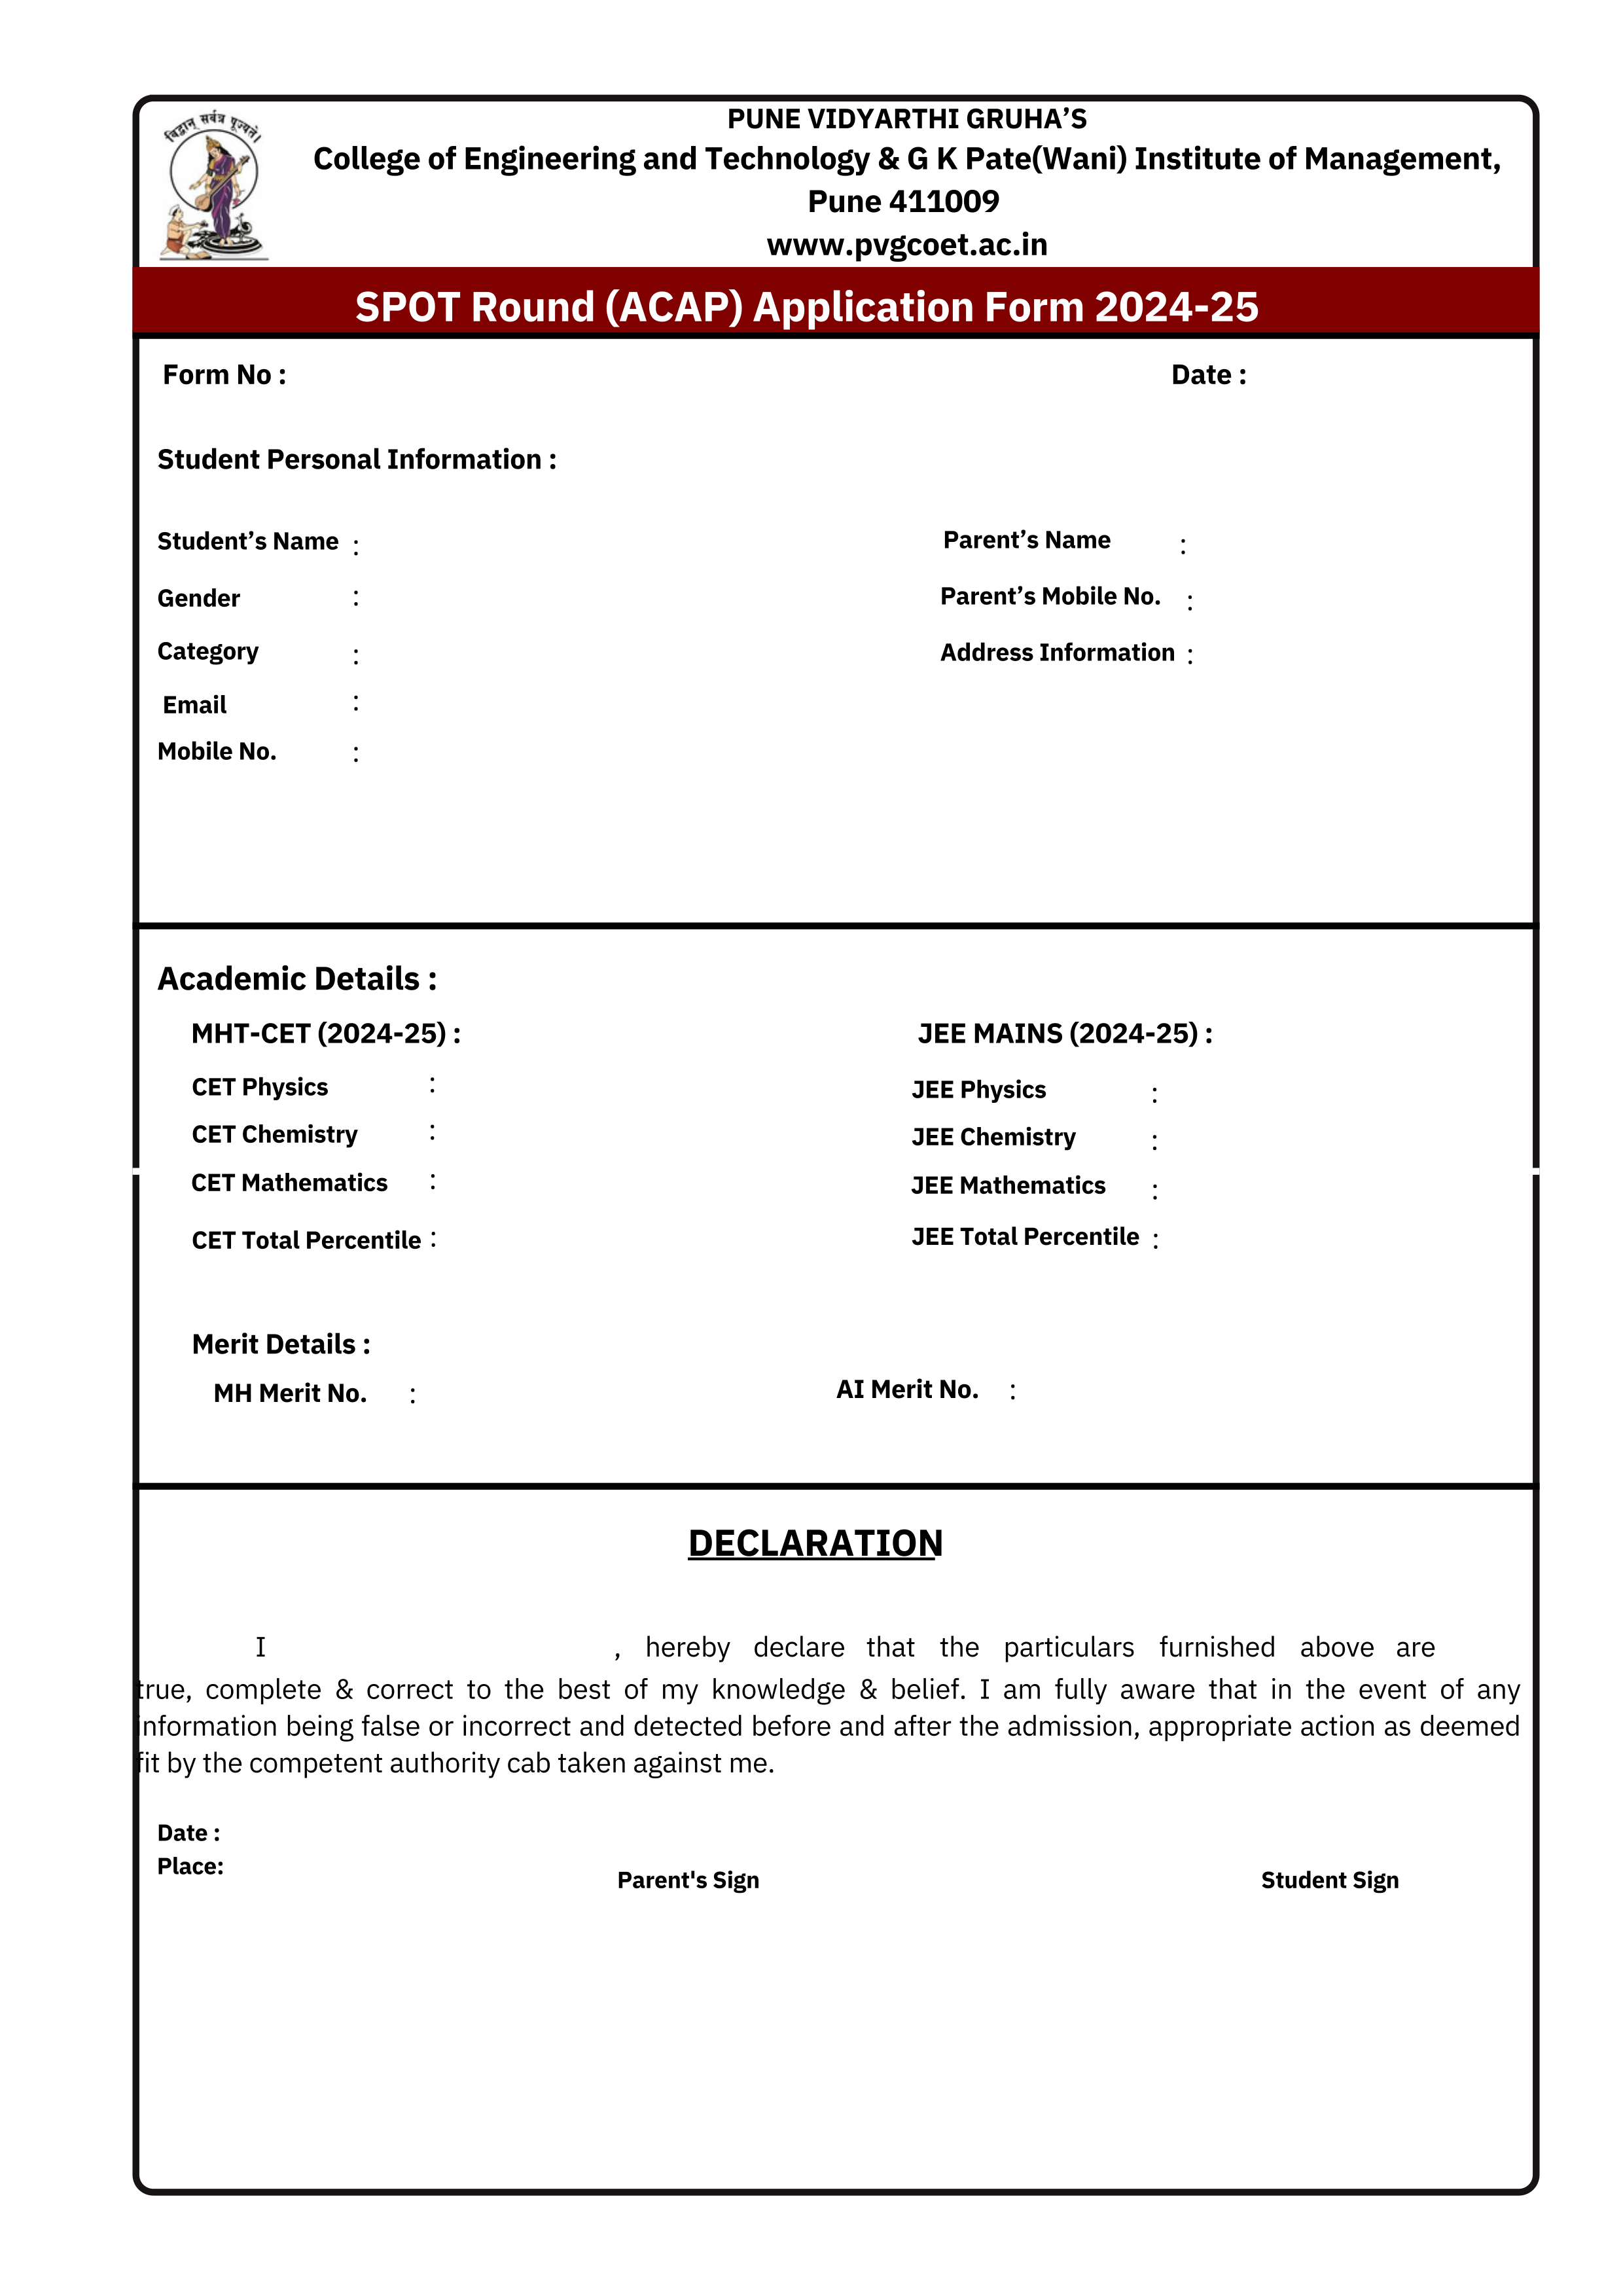 विद्वान् सर्वत्र पूज्यते।
PUNE VIDYARTHI GRUHA’S
College of Engineering and Technology & G K Pate(Wani) Institute of Management,
Pune 411009
www.pvgcoet.ac.in
SPOT Round (ACAP) Application Form 2024-25
Form No : Date :
Student Personal Information :
Student’s Name : Parent’s Name :
Gender : Parent’s Mobile No. :
Category : Address Information :
Email :
Mobile No. :
Academic Details :
MHT-CET (2024-25) : JEE MAINS (2024-25) :
CET Physics : JEE Physics :
CET Chemistry : JEE Chemistry :
CET Mathematics : JEE Mathematics :
CET Total Percentile : JEE Total Percentile :
Merit Details :
MH Merit No. : AI Merit No. :
DECLARATION
I , hereby declare that the particulars furnished above are
true, complete & correct to the best of my knowledge & belief. I am fully aware that in the event of any
information being false or incorrect and detected before and after the admission, appropriate action as deemed
fit by the competent authority cab taken against me.
Date :
Place:
Parent's Sign Student Sign